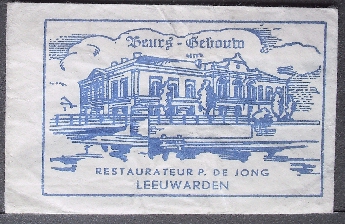 Beurs-Gebouw
RESTAURATEUR P. DE JONG
LEEUWARDEN